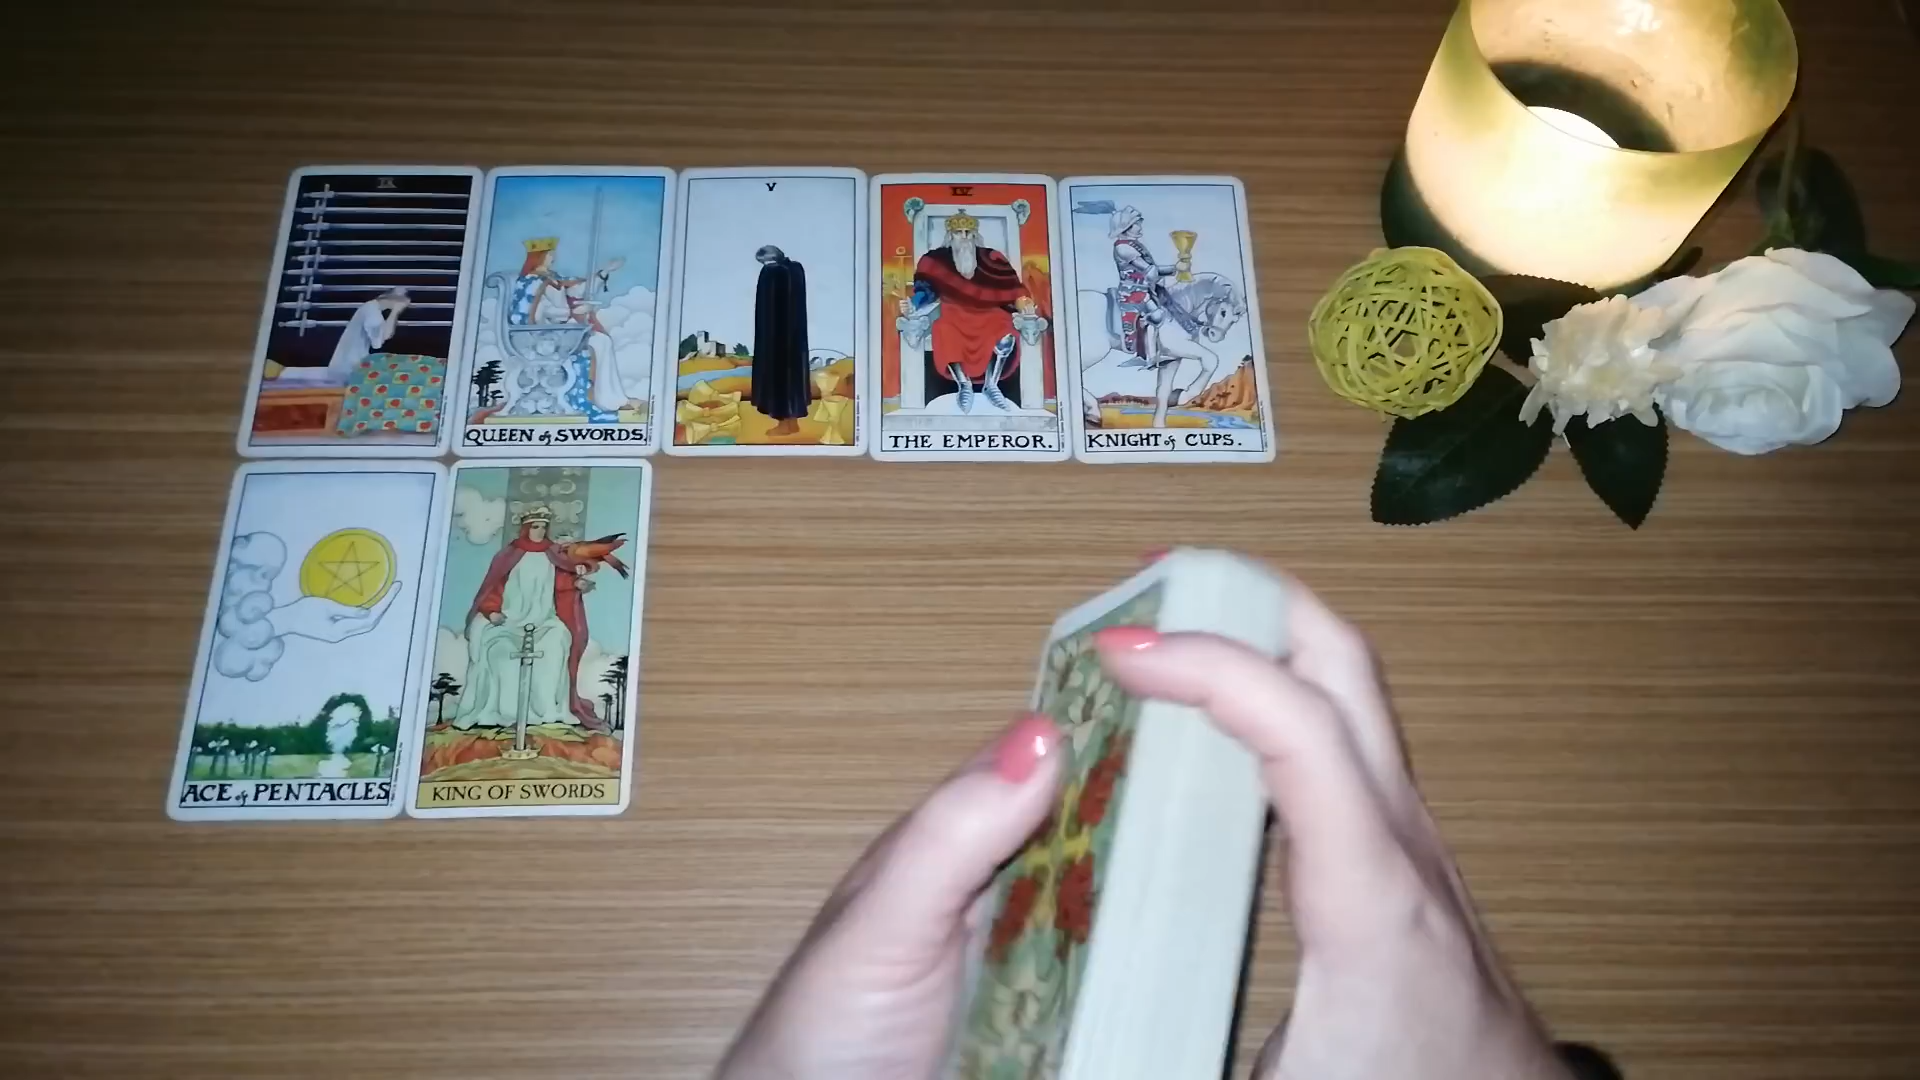 IX
V
IV
QUEEN of SWORDS.
THE EMPEROR.
KNIGHT of CUPS.
ACE of PENTACLES
KING OF SWORDS